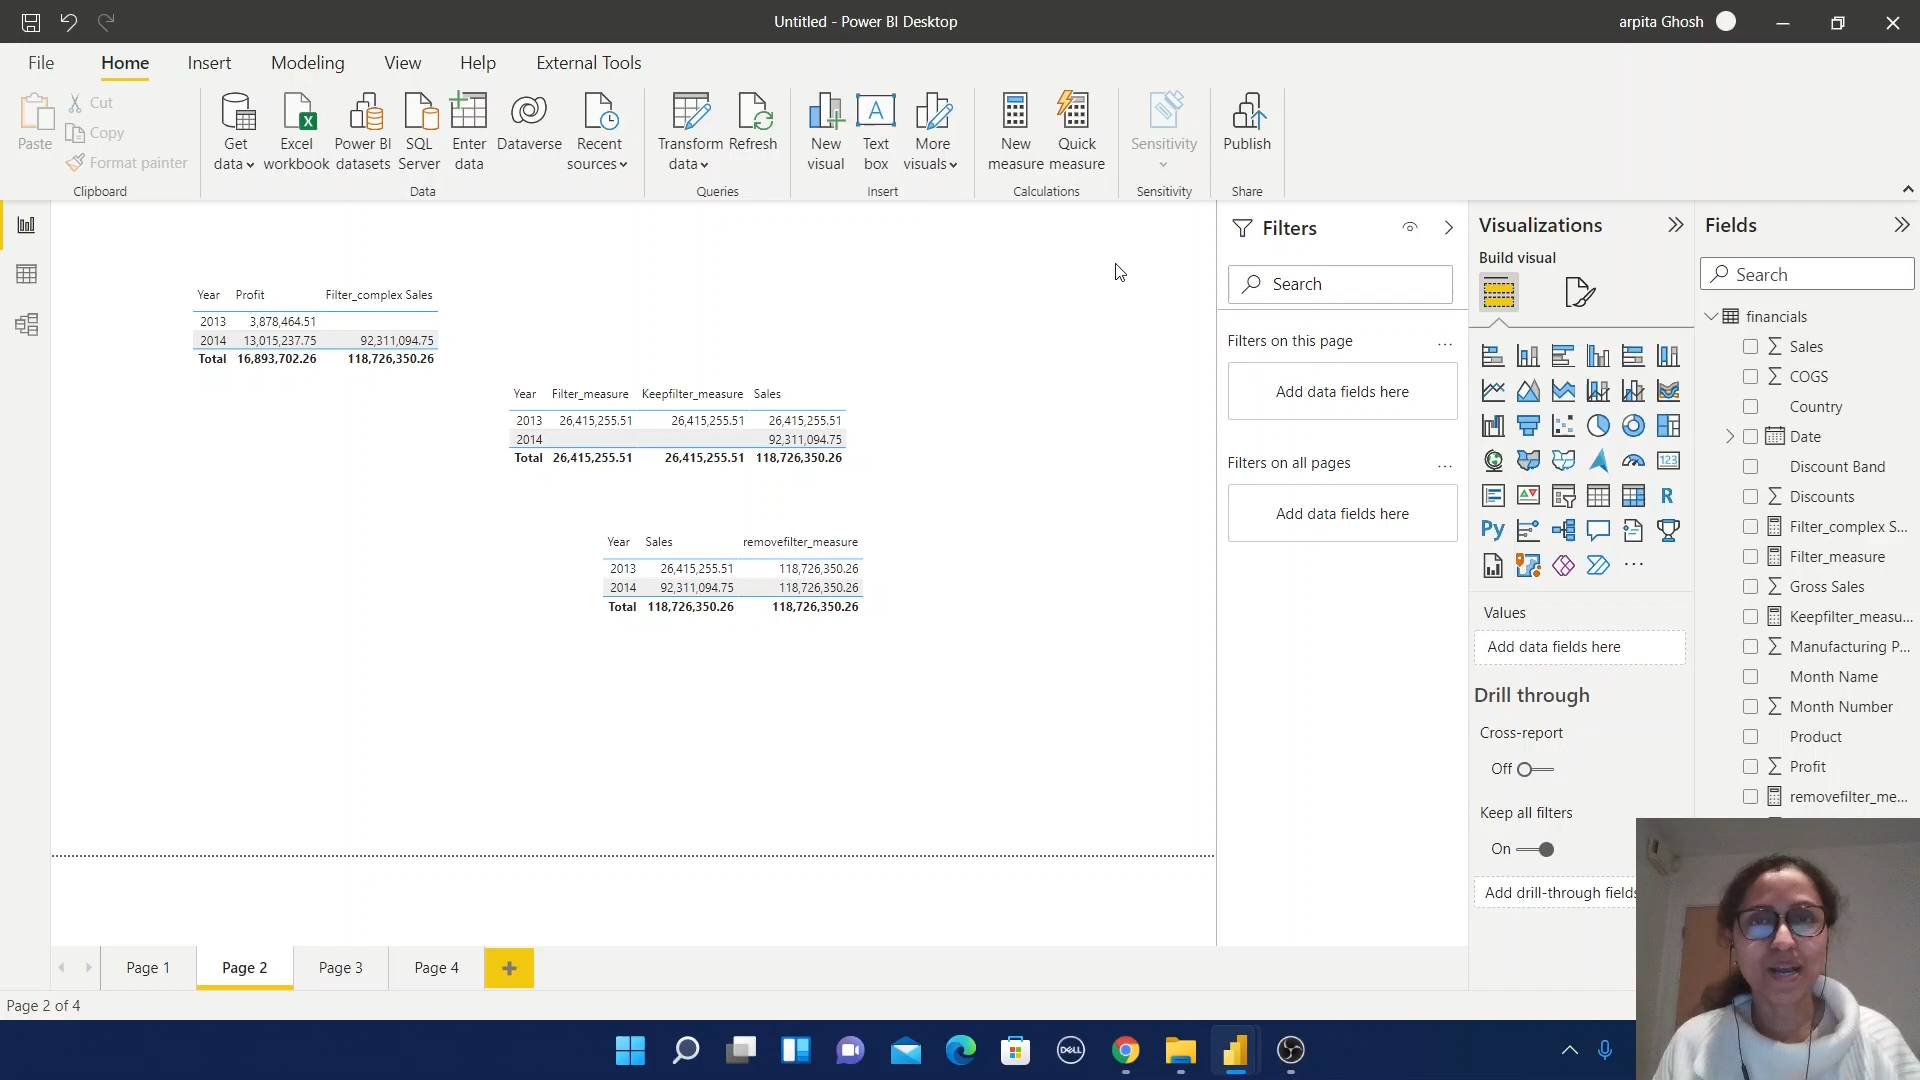 Untitled - Power BI Desktop
arpita Ghosh
File Home Insert Modeling View Help External Tools
Paste
Cut
Copy
Format painter
Clipboard
Get data
Excel workbook
Power BI datasets
SQL Server
Enter data
Dataverse
Recent sources
Data
Transform data
Refresh
Queries
New visual
Text box
More visuals
Insert
New measure
Quick measure
Calculations
Sensitivity
Sensitivity
Publish
Share
Year Profit Filter_complex Sales
2013 3,878,464.51
2014 13,015,237.75 92,311,094.75
Total 16,893,702.26 118,726,350.26
Year Filter_measure Keepfilter_measure Sales
2013 26,415,255.51 26,415,255.51 26,415,255.51
2014 92,311,094.75
Total 26,415,255.51 26,415,255.51 118,726,350.26
Year Sales removefilter_measure
2013 26,415,255.51 118,726,350.26
2014 92,311,094.75 118,726,350.26
Total 118,726,350.26 118,726,350.26
Filters
Search
Filters on this page ...
Add data fields here
Filters on all pages ...
Add data fields here
Visualizations
Build visual
123
R
Py
...
Values
Add data fields here
Drill through
Cross-report
Off
Keep all filters
On
Add drill-through fields
Fields
Search
financials
Sales
COGS
Country
Date
Discount Band
Discounts
Filter_complex S...
Filter_measure
Gross Sales
Keepfilter_measu...
Manufacturing P...
Month Name
Month Number
Product
Profit
removefilter_me...
Page 1 Page 2 Page 3 Page 4 +
Page 2 of 4
DELL